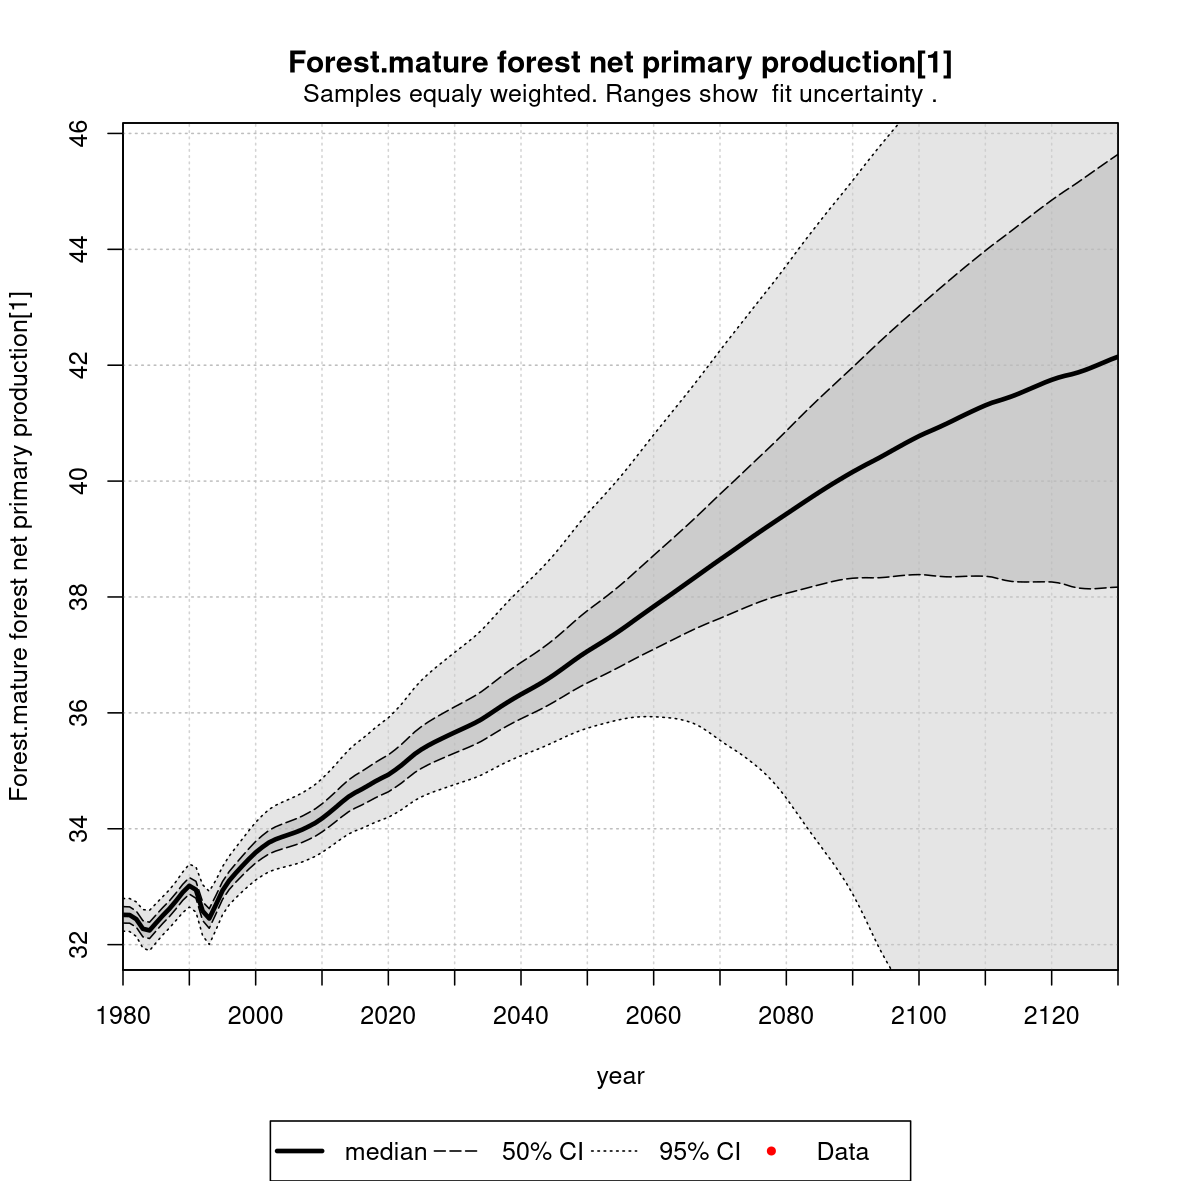 Forest.mature forest net primary production[1]
Samples equaly weighted. Ranges show  fit uncertainty .
Forest.mature forest net primary production[1]
46
44
42
40
38
36
34
32
1980 2000 2020 2040 2060 2080 2100 2120
year
median 50% CI 95% CI Data